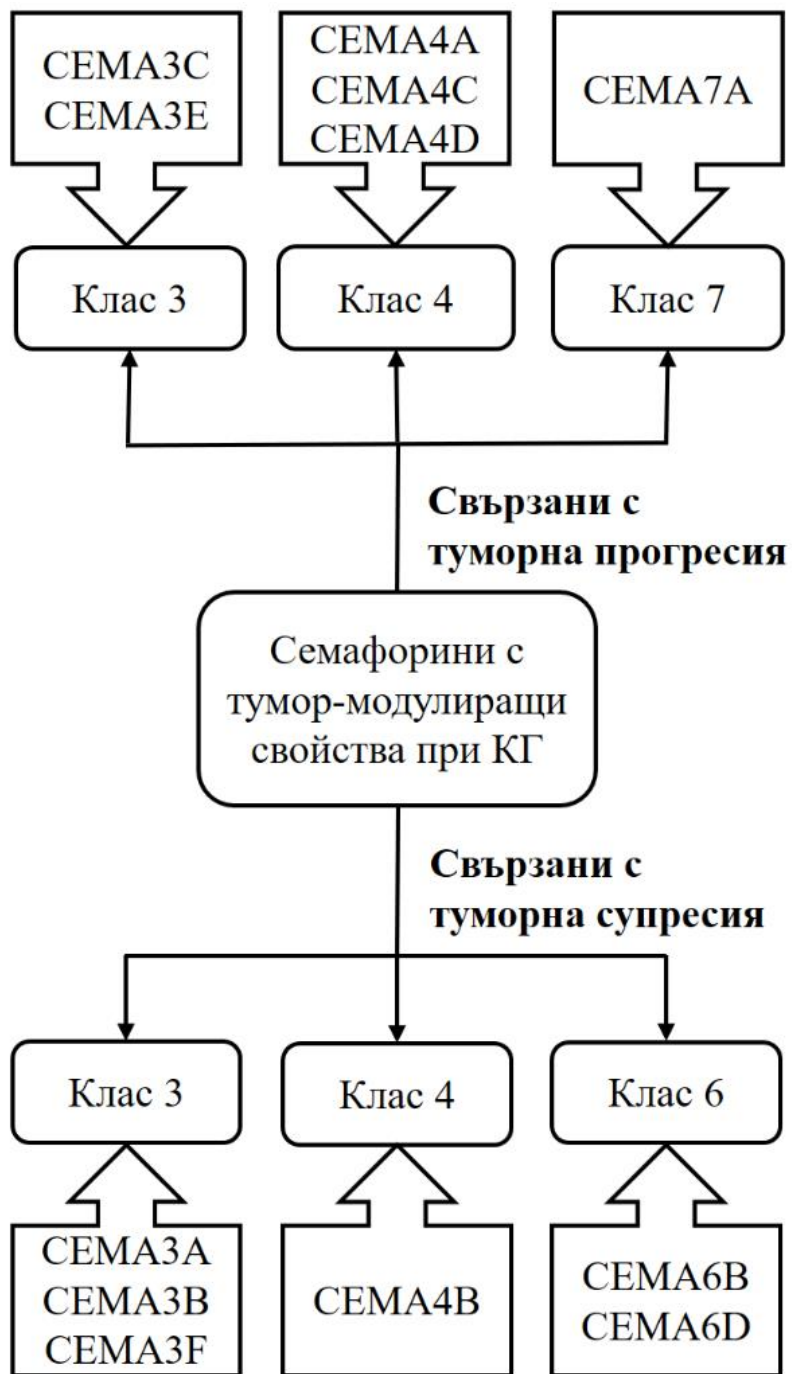 СЕМА3С
СЕМА3Е
СЕМА4А
СЕМА4С
СЕМА4D
СЕМА7А
Клас 3
Клас 4
Клас 7
Свързани с
туморна прогресия
Семафорини с
тумор-модулиращи
свойства при КГ
Свързани с
туморна супресия
Клас 3
Клас 4
Клас 6
СЕМА3А
СЕМА3В
СЕМА3F
СЕМА4В
СЕМА6В
СЕМА6D